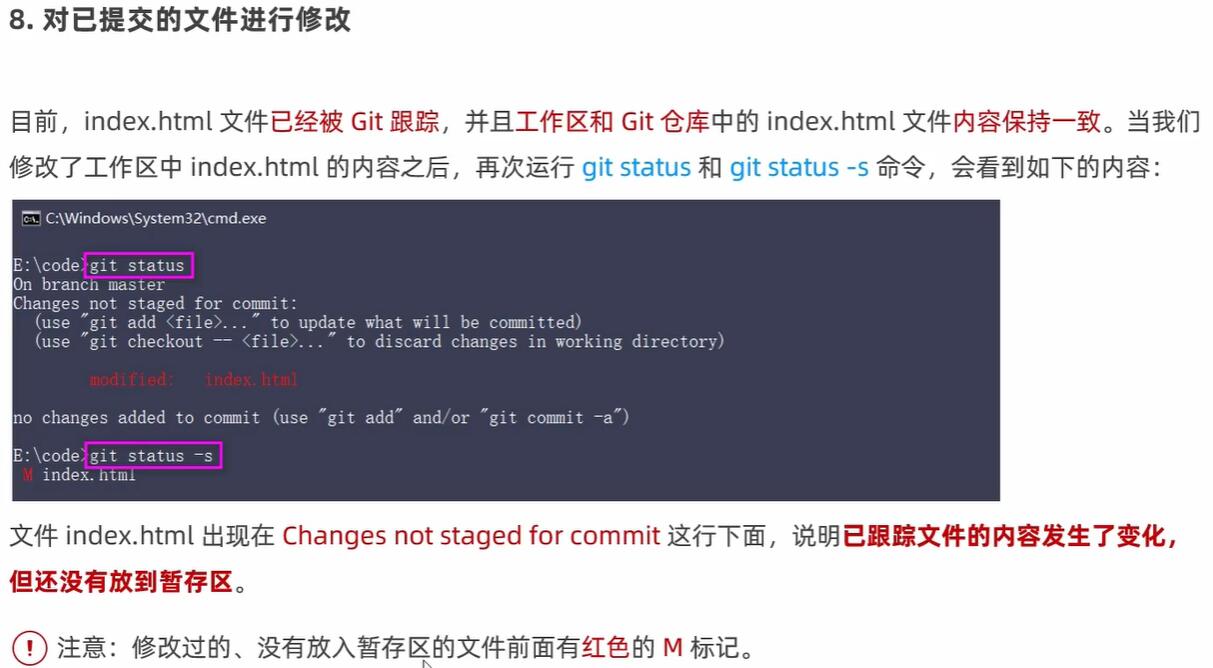 8. 对已提交的文件进行修改
目前，index.html 文件已经被 Git 跟踪，并且工作区和 Git 仓库中的 index.html 文件内容保持一致。当我们
修改了工作区中 index.html 的内容之后，再次运行 git status 和 git status -s 命令，会看到如下的内容：
C:\Windows\System32\cmd.exe
E:\code>git status
On branch master
Changes not staged for commit:
(use "git add <file>..." to update what will be committed)
(use "git checkout -- <file>..." to discard changes in working directory)
modified: index.html
no changes added to commit (use "git add" and/or "git commit -a")
E:\code>git status -s
M index.html
文件 index.html 出现在 Changes not staged for commit 这行下面，说明已跟踪文件的内容发生了变化，
但还没有放到暂存区。
! 注意：修改过的、没有放入暂存区的文件前面有红色的 M 标记。